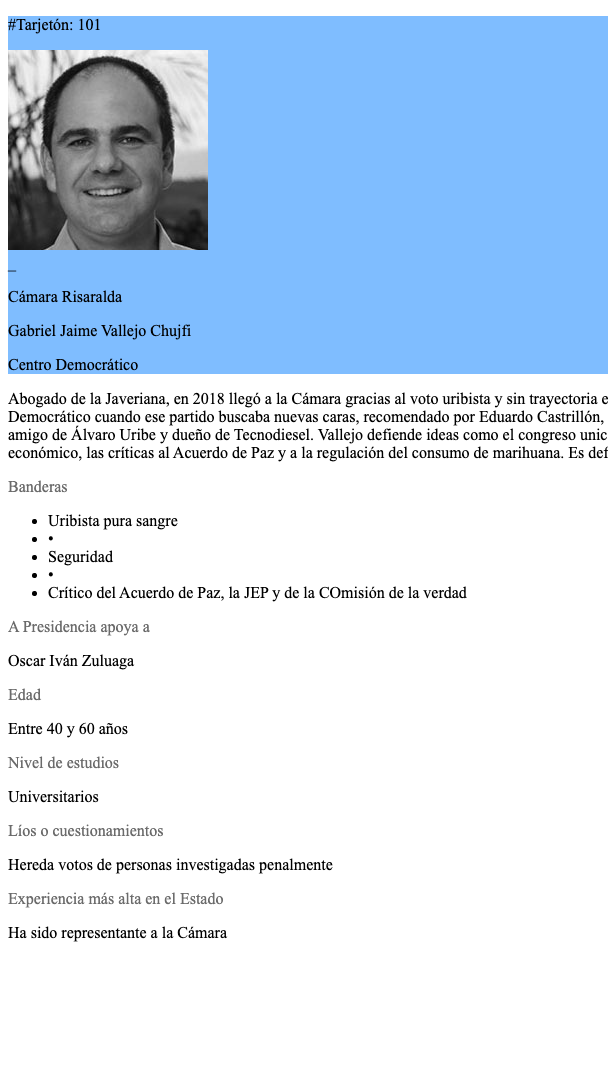 #Tarjetón: 101
_
Cámara Risaralda
Gabriel Jaime Vallejo Chujfi
Centro Democrático
Abogado de la Javeriana, en 2018 llegó a la Cámara gracias al voto uribista y sin trayectoria e
Democrático cuando ese partido buscaba nuevas caras, recomendado por Eduardo Castrillón,
amigo de Álvaro Uribe y dueño de Tecnodiesel. Vallejo defiende ideas como el congreso unic
económico, las críticas al Acuerdo de Paz y a la regulación del consumo de marihuana. Es def
Banderas
• Uribista pura sangre
• •
• Seguridad
• •
• Crítico del Acuerdo de Paz, la JEP y de la COmisión de la verdad
A Presidencia apoya a
Oscar Iván Zuluaga
Edad
Entre 40 y 60 años
Nivel de estudios
Universitarios
Líos o cuestionamientos
Hereda votos de personas investigadas penalmente
Experiencia más alta en el Estado
Ha sido representante a la Cámara